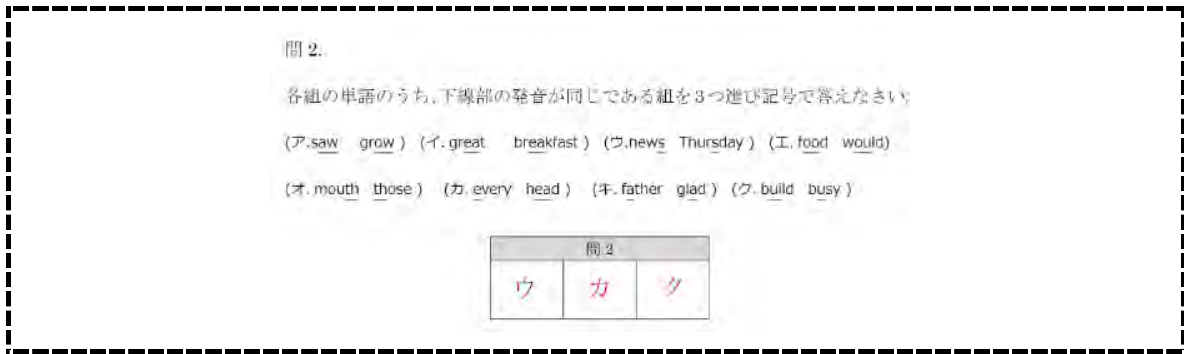 問2.
各組の単語のうち,下線部の発音が同じである組を3つ選び記号で答えなさい
(ア.saw grow ) (イ. great breakfast ) (ウ.news Thursday ) (エ. food would)
(オ. mouth those ) (カ. every head ) (キ. father glad ) (ク. build busy )
問2
ウ カ ク